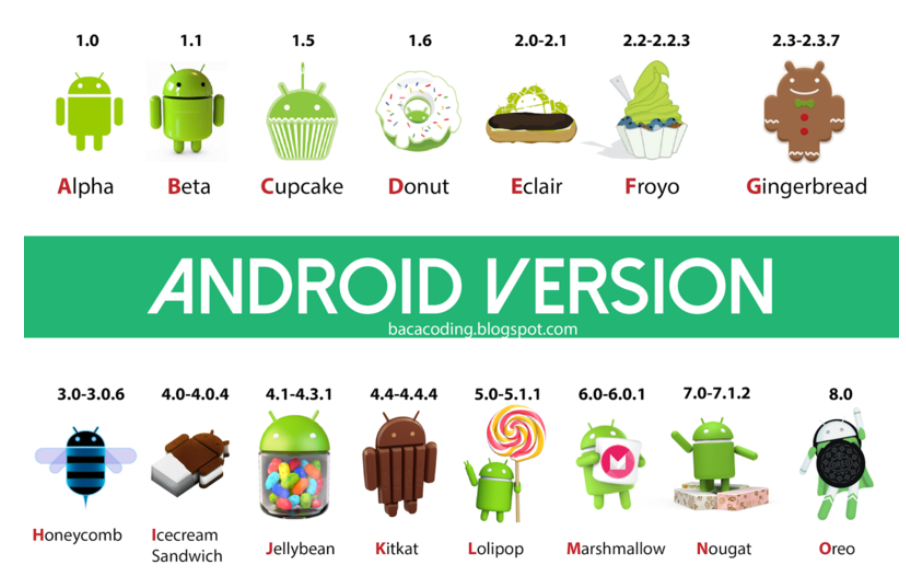 1.0 1.1 1.5 1.6 2.0-2.1 2.2-2.2.3 2.3-2.3.7
Alpha Beta Cupcake Donut Eclair Froyo Gingerbread
ANDROID VERSION
bacacoding.blogspot.com
3.0-3.0.6 4.0-4.0.4 4.1-4.3.1 4.4-4.4.4 5.0-5.1.1 6.0-6.0.1 7.0-7.1.2 8.0
Honeycomb Icecream
Sandwich
Jellybean Kitkat Lolipop Marshmallow Nougat Oreo